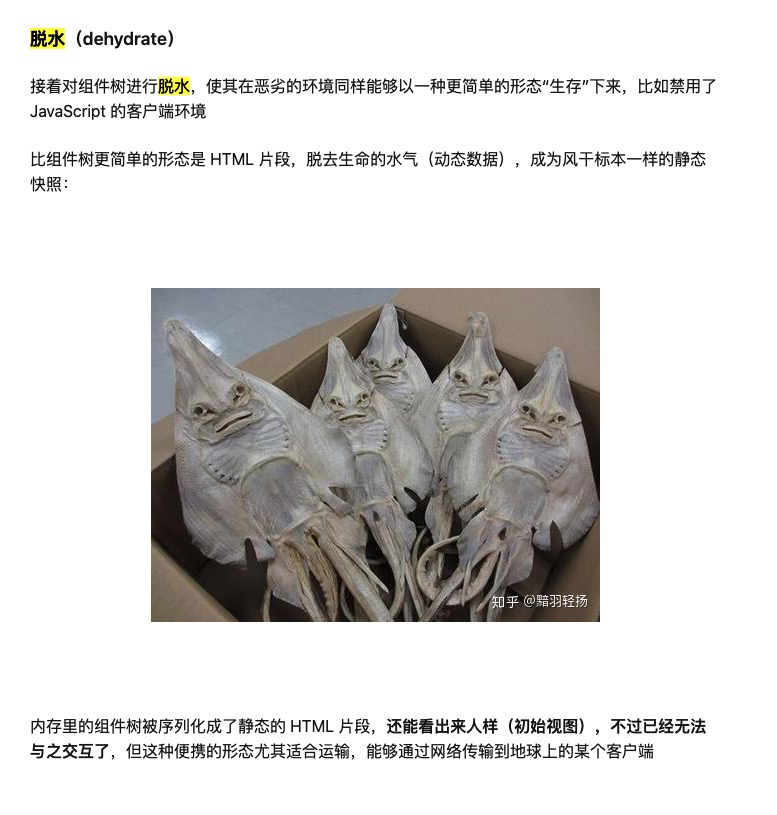 脱水（dehydrate）
接着对组件树进行脱水，使其在恶劣的环境同样能够以一种更简单的形态“生存”下来，比如禁用了
JavaScript 的客户端环境
比组件树更简单的形态是 HTML 片段，脱去生命的水气（动态数据），成为风干标本一样的静态
快照：
知乎 @黯羽轻扬
内存里的组件树被序列化成了静态的 HTML 片段，还能看出来人样（初始视图），不过已经无法
与之交互了，但这种便携的形态尤其适合运输，能够通过网络传输到地球上的某个客户端